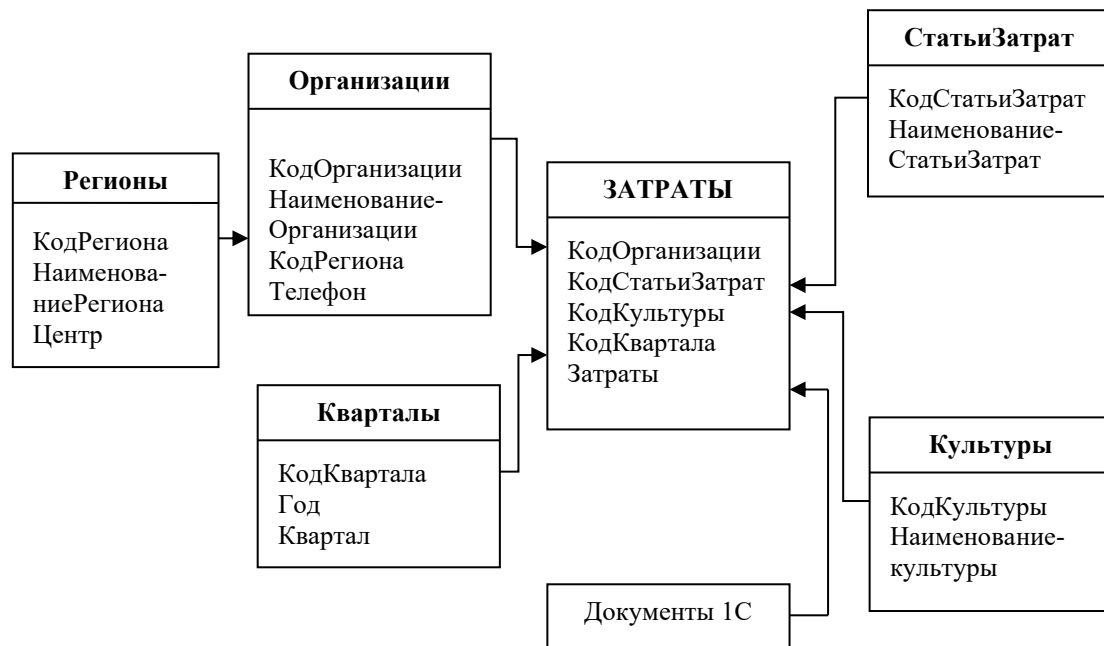 Регионы
КодРегиона
Наименова-
ниеРегиона
Центр
Организации
КодОрганизации
Наименование-
Организации
КодРегиона
Телефон
Кварталы
КодКвартала
Год
Квартал
ЗАТРАТЫ
КодОрганизации
КодСтатьиЗатрат
КодКультуры
КодКвартала
Затраты
Документы 1С
СтатьиЗатрат
КодСтатьиЗатрат
Наименование-
СтатьиЗатрат
Культуры
КодКультуры
Наименование-
культуры